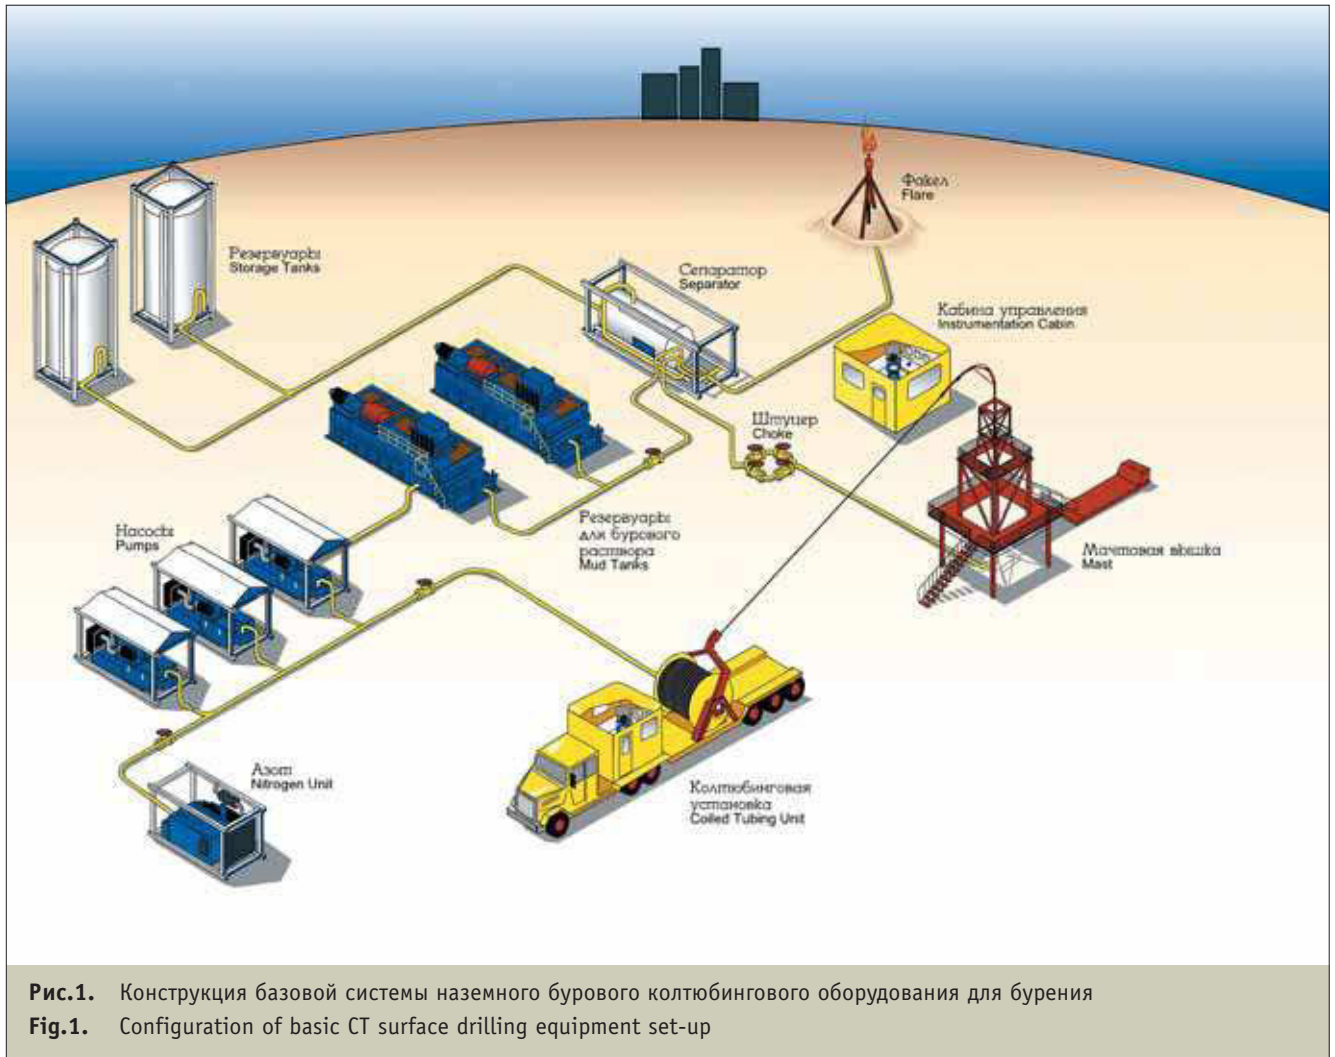 Факел
Flare
Резервуары
Storage Tanks
Сепаратор
Separator
Кабина управления
Instrumentation Cabin
Штуцер
Choke
Насосы
Pumps
Резервуары
для бурового
раствора
Mud Tanks
Мачтовая вышка
Mast
Азот
Nitrogen Unit
Колтюбинговая
установка
Coiled Tubing Unit
Рис.1. Конструкция базовой системы наземного бурового колтюбингового оборудования для бурения
Fig.1. Configuration of basic CT surface drilling equipment set-up